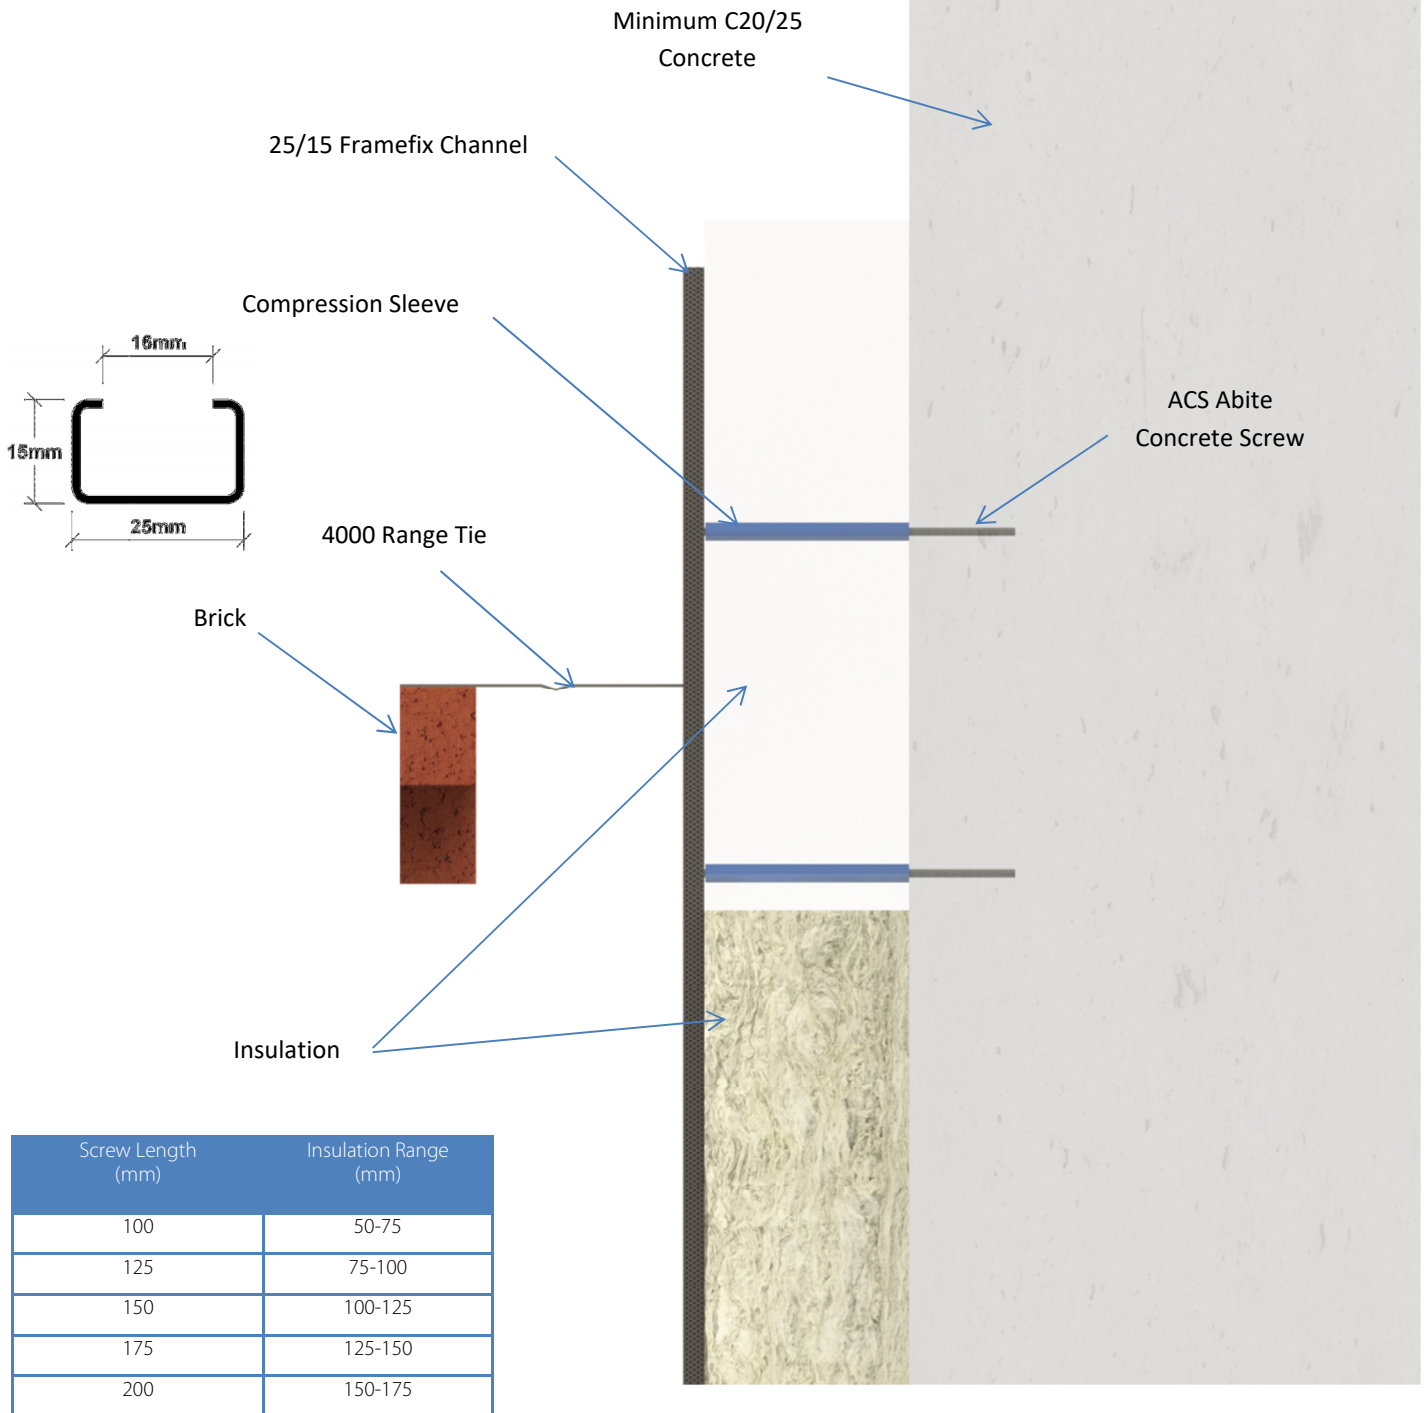 Minimum C20/25
Concrete
25/15 Framefix Channel
Compression Sleeve
16mm
15mm
25mm
ACS Abite
Concrete Screw
4000 Range Tie
Brick
Insulation
Screw Length
(mm)
Insulation Range
(mm)
100
50-75
125
75-100
150
100-125
175
125-150
200
150-175